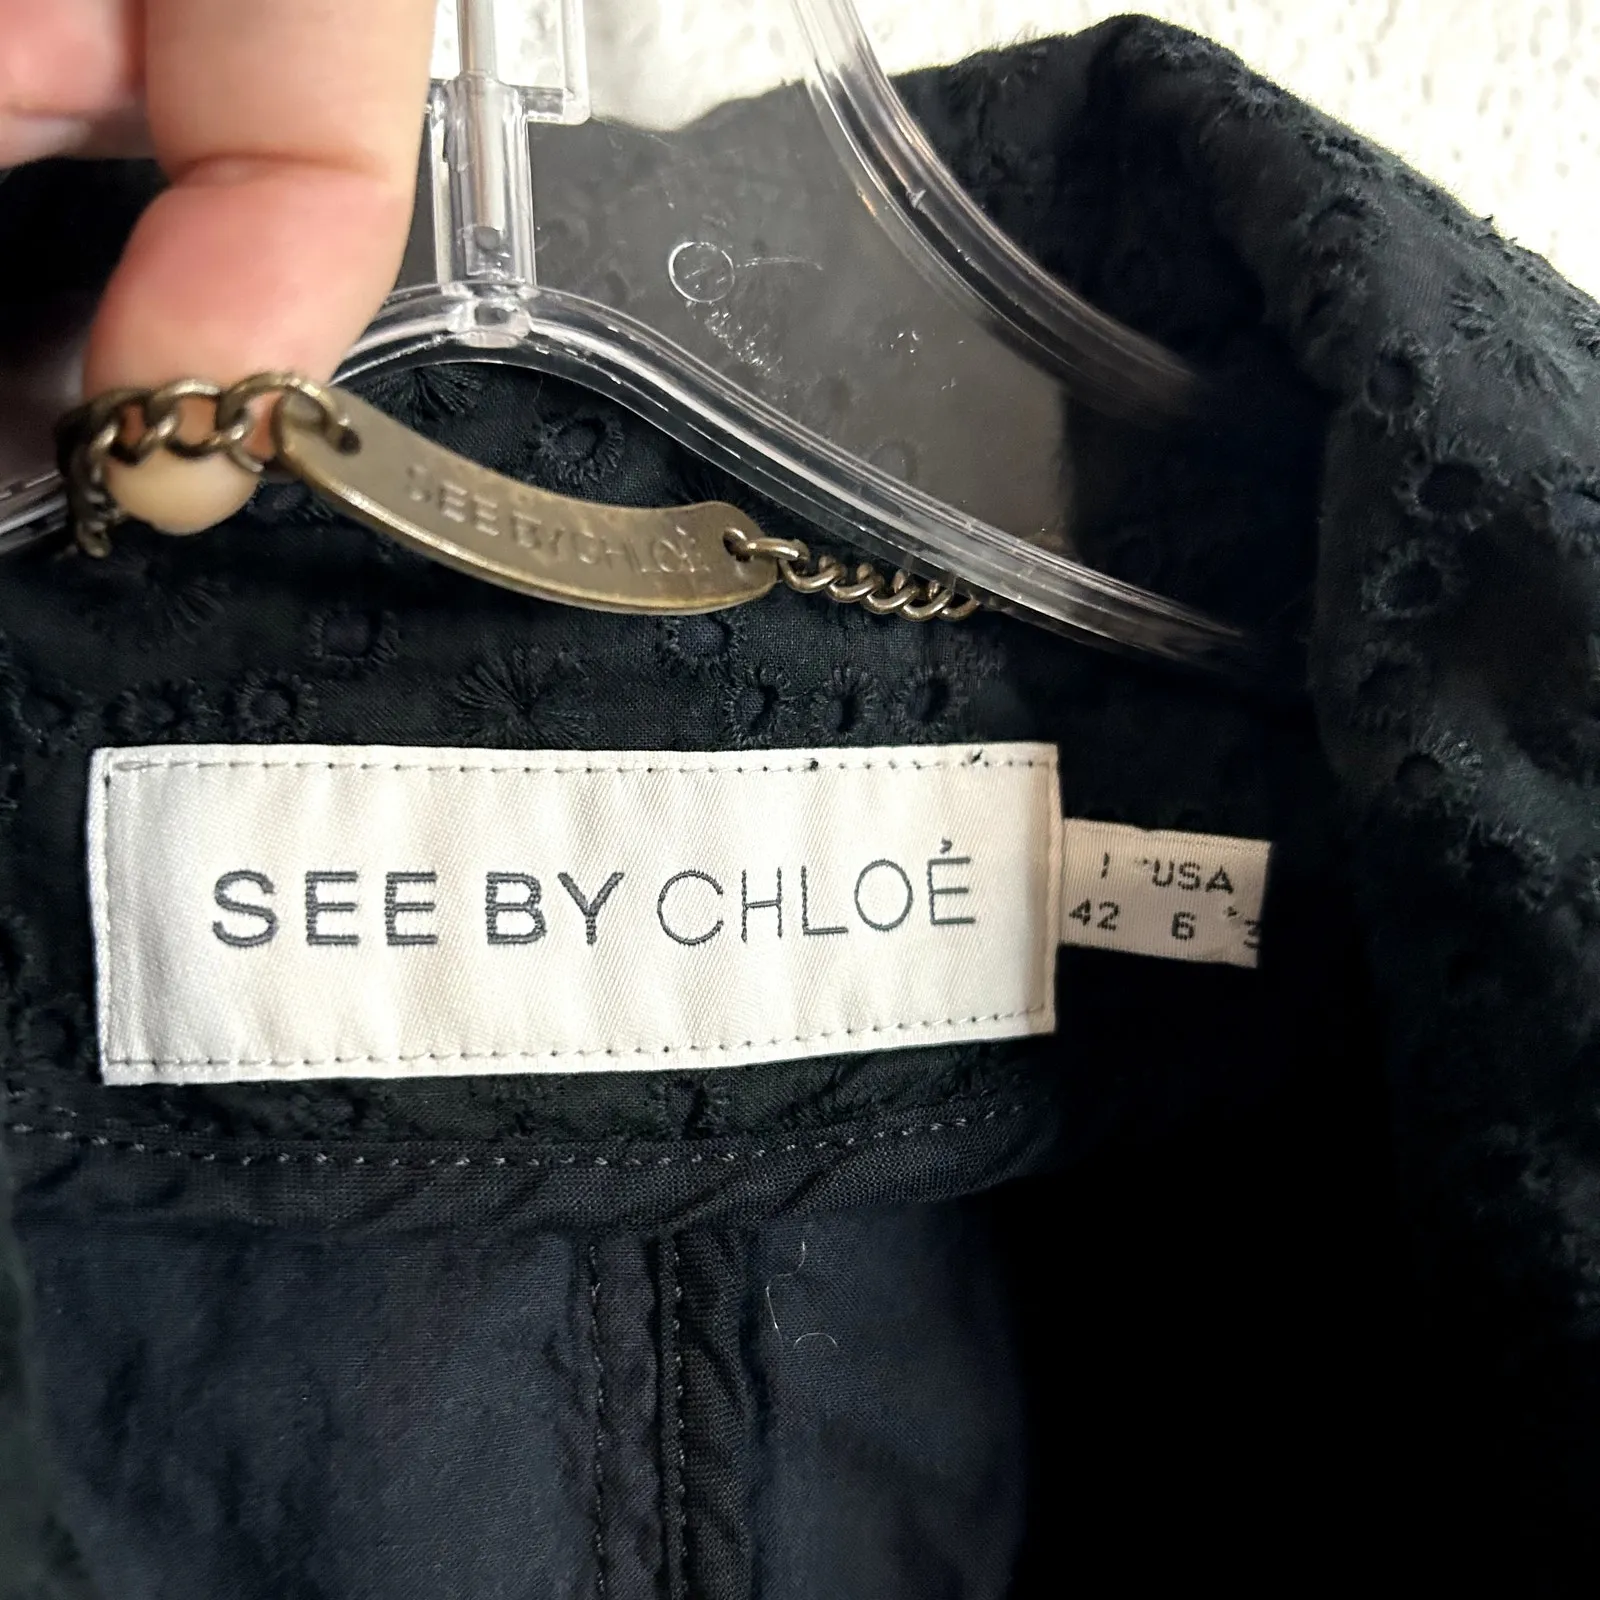 SEE BY CHLOÉ
SEE BY CHLOÉ
I USA
42 6